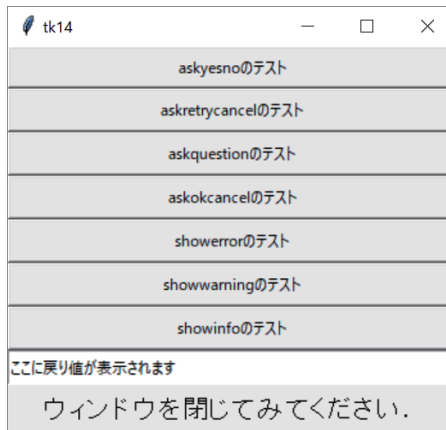 tk14
askyesnoのテスト
askretrycancelのテスト
askquestionのテスト
askokcancelのテスト
showerrorのテスト
showwarningのテスト
showinfoのテスト
ここに戻り値が表示されます
ウィンドウを閉じてみてください.